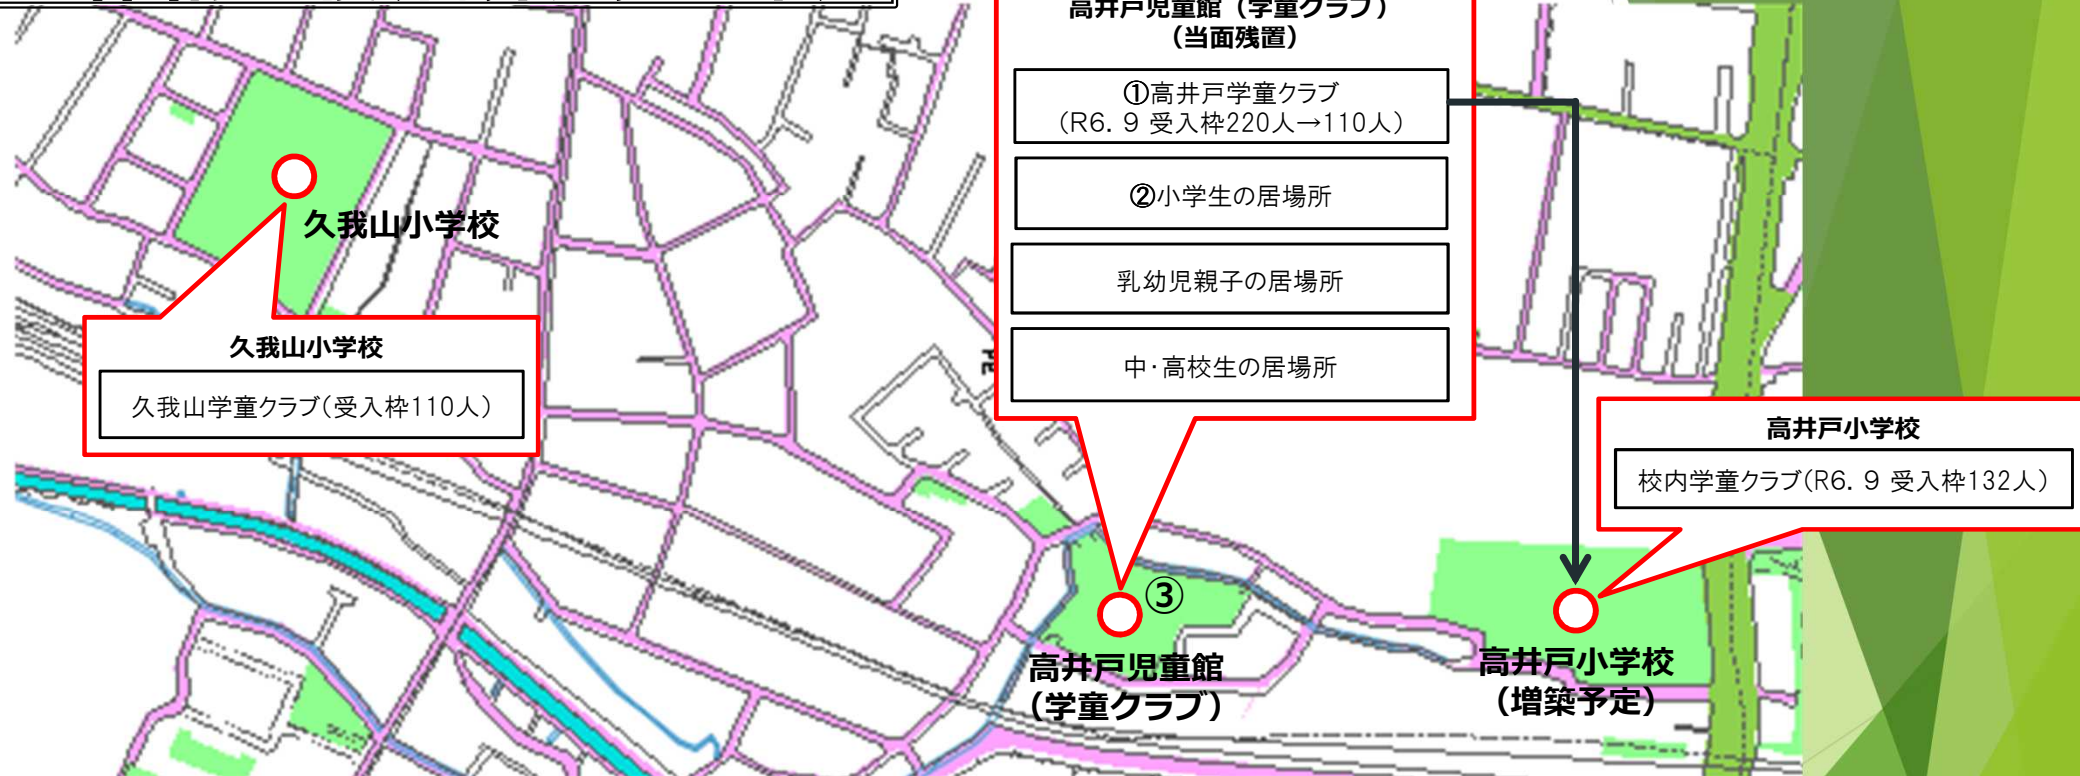 高井戸児童館（学童クラブ）
（当面残置）
①高井戸学童クラブ
（R6．9 受入枠220人→110人）
②小学生の居場所
乳幼児親子の居場所
中・高校生の居場所
久我山小学校
久我山小学校
久我山学童クラブ（受入枠110人）
高井戸小学校
校内学童クラブ（R6．9 受入枠132人）
③
高井戸児童館
（学童クラブ）
高井戸小学校
（増築予定）